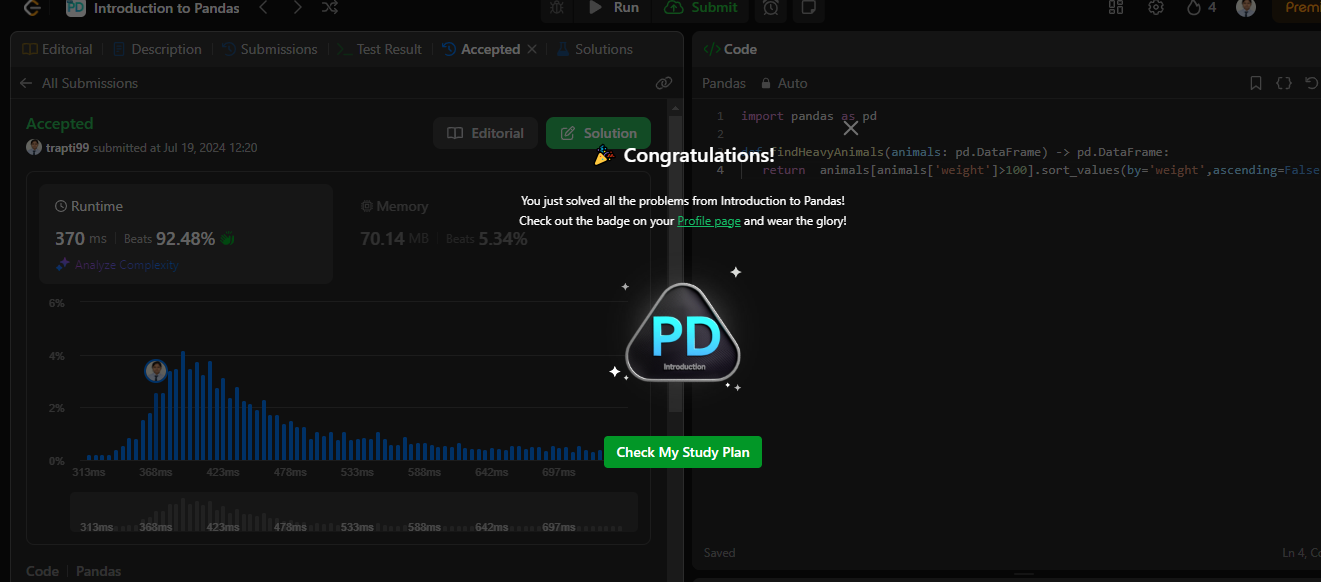 PD Introduction to Pandas
Run
Submit
4
Premi
Editorial
Description
Submissions
Test Result
Accepted
Solutions
All Submissions
Accepted
trapti99 submitted at Jul 19, 2024 12:20
Editorial
Solution
Runtime
370 ms
Beats 92.48%
Analyze Complexity
Memory
70.14 MB
Beats 5.34%
6%
4%
2%
0%
313ms 368ms 423ms 478ms 533ms 588ms 642ms 697ms
313ms 368ms 423ms 478ms 533ms 588ms 642ms 697ms
Code
Pandas
Congratulations!
You just solved all the problems from Introduction to Pandas!
Check out the badge on your Profile page and wear the glory!
PD
Introduction
Check My Study Plan
</> Code
Pandas
Auto
1 import pandas as pd
2
findHeavyAnimals(animals: pd.DataFrame) -> pd.DataFrame:
4 return animals[animals['weight']>100].sort_values(by='weight',ascending=False
Saved
Ln 4, Co